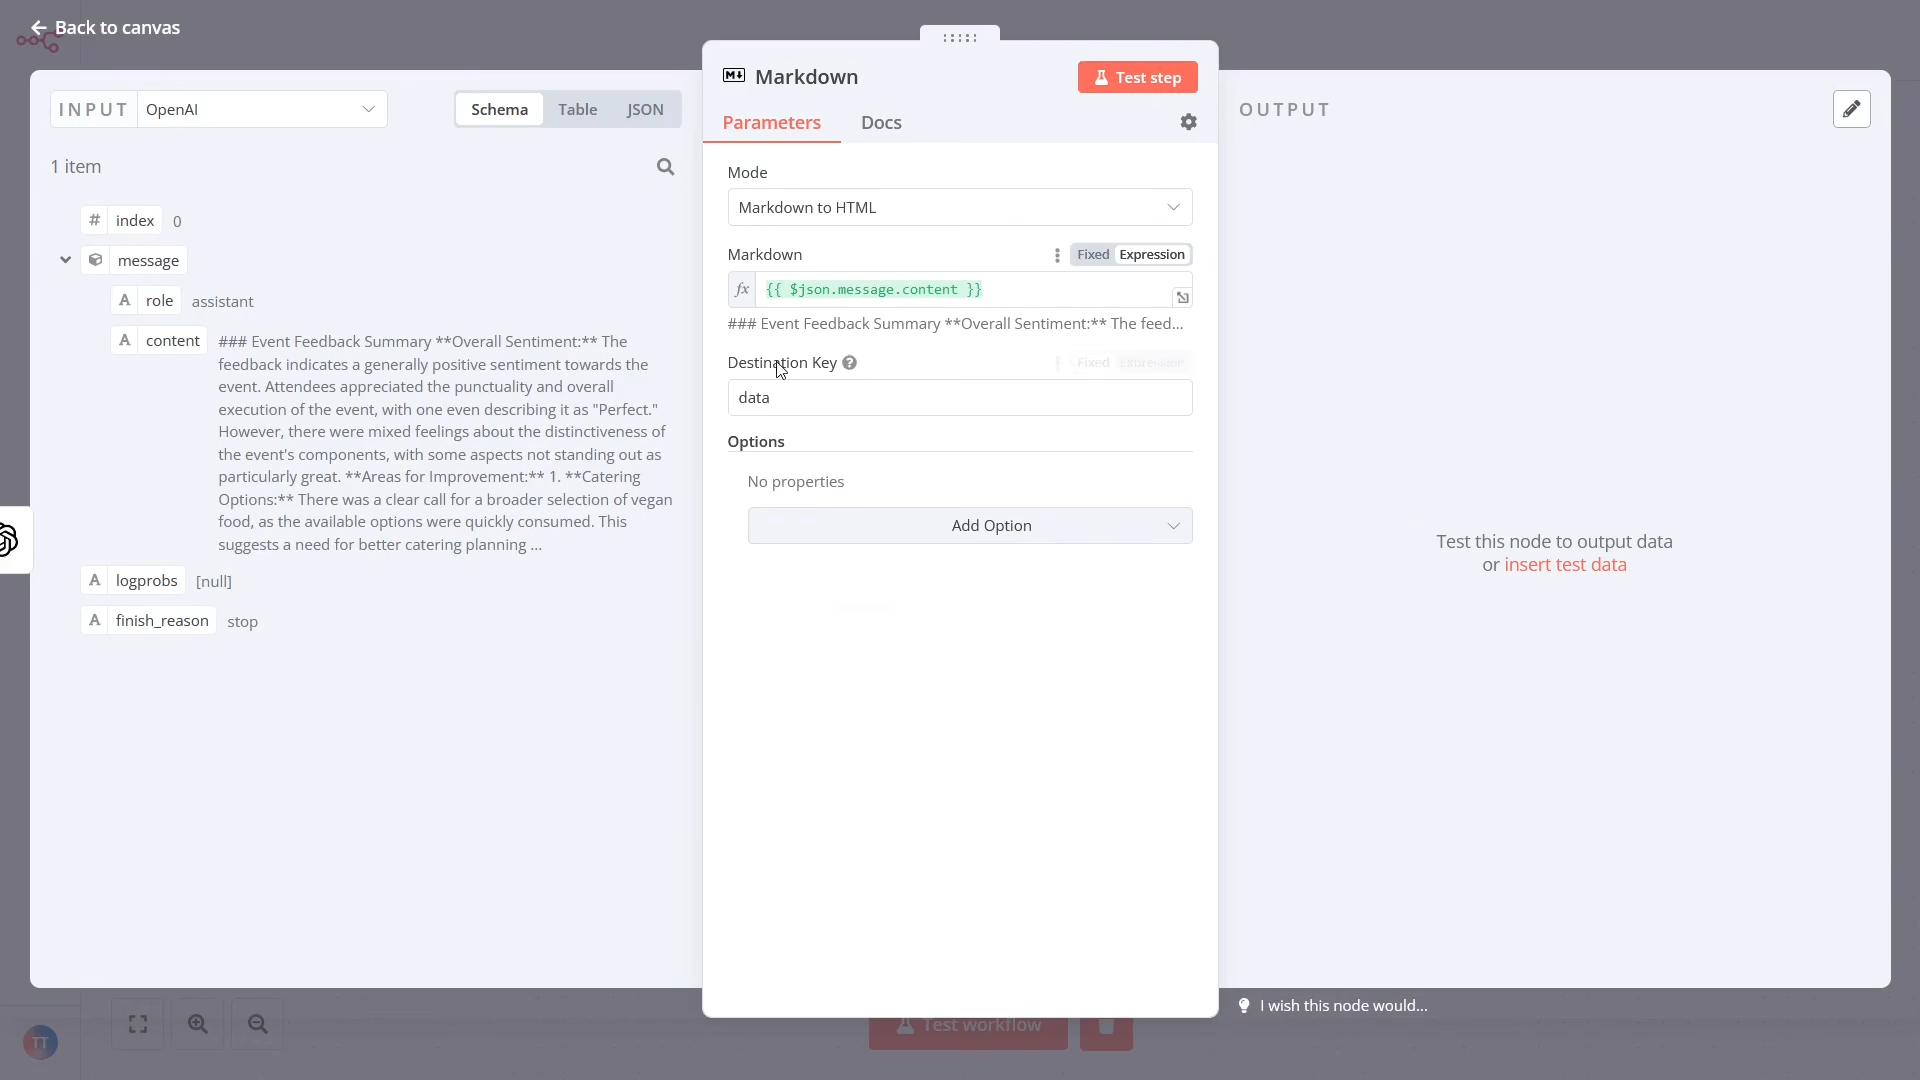 Back to canvas
INPUT OpenAI
Schema Table JSON
1 item
# index 0
message
A role assistant
A content ### Event Feedback Summary **Overall Sentiment:** The
feedback indicates a generally positive sentiment towards the
event. Attendees appreciated the punctuality and overall
execution of the event, with one even describing it as "Perfect."
However, there were mixed feelings about the distinctiveness of
the event's components, with some aspects not standing out as
particularly great. **Areas for Improvement:** 1. **Catering
Options:** There was a clear call for a broader selection of vegan
food, as the available options were quickly consumed. This
suggests a need for better catering planning ...
A logprobs [null]
A finish_reason stop
TT
M Markdown
Test step
Parameters Docs
Mode
Markdown to HTML
Markdown
Fixed Expression
fx {{ $json.message.content }}
### Event Feedback Summary **Overall Sentiment:** The feed...
Destination Key ?
Fixed Expression
data
Options
No properties
Add Option
Test workflow
OUTPUT
Test this node to output data
or insert test data
I wish this node would...